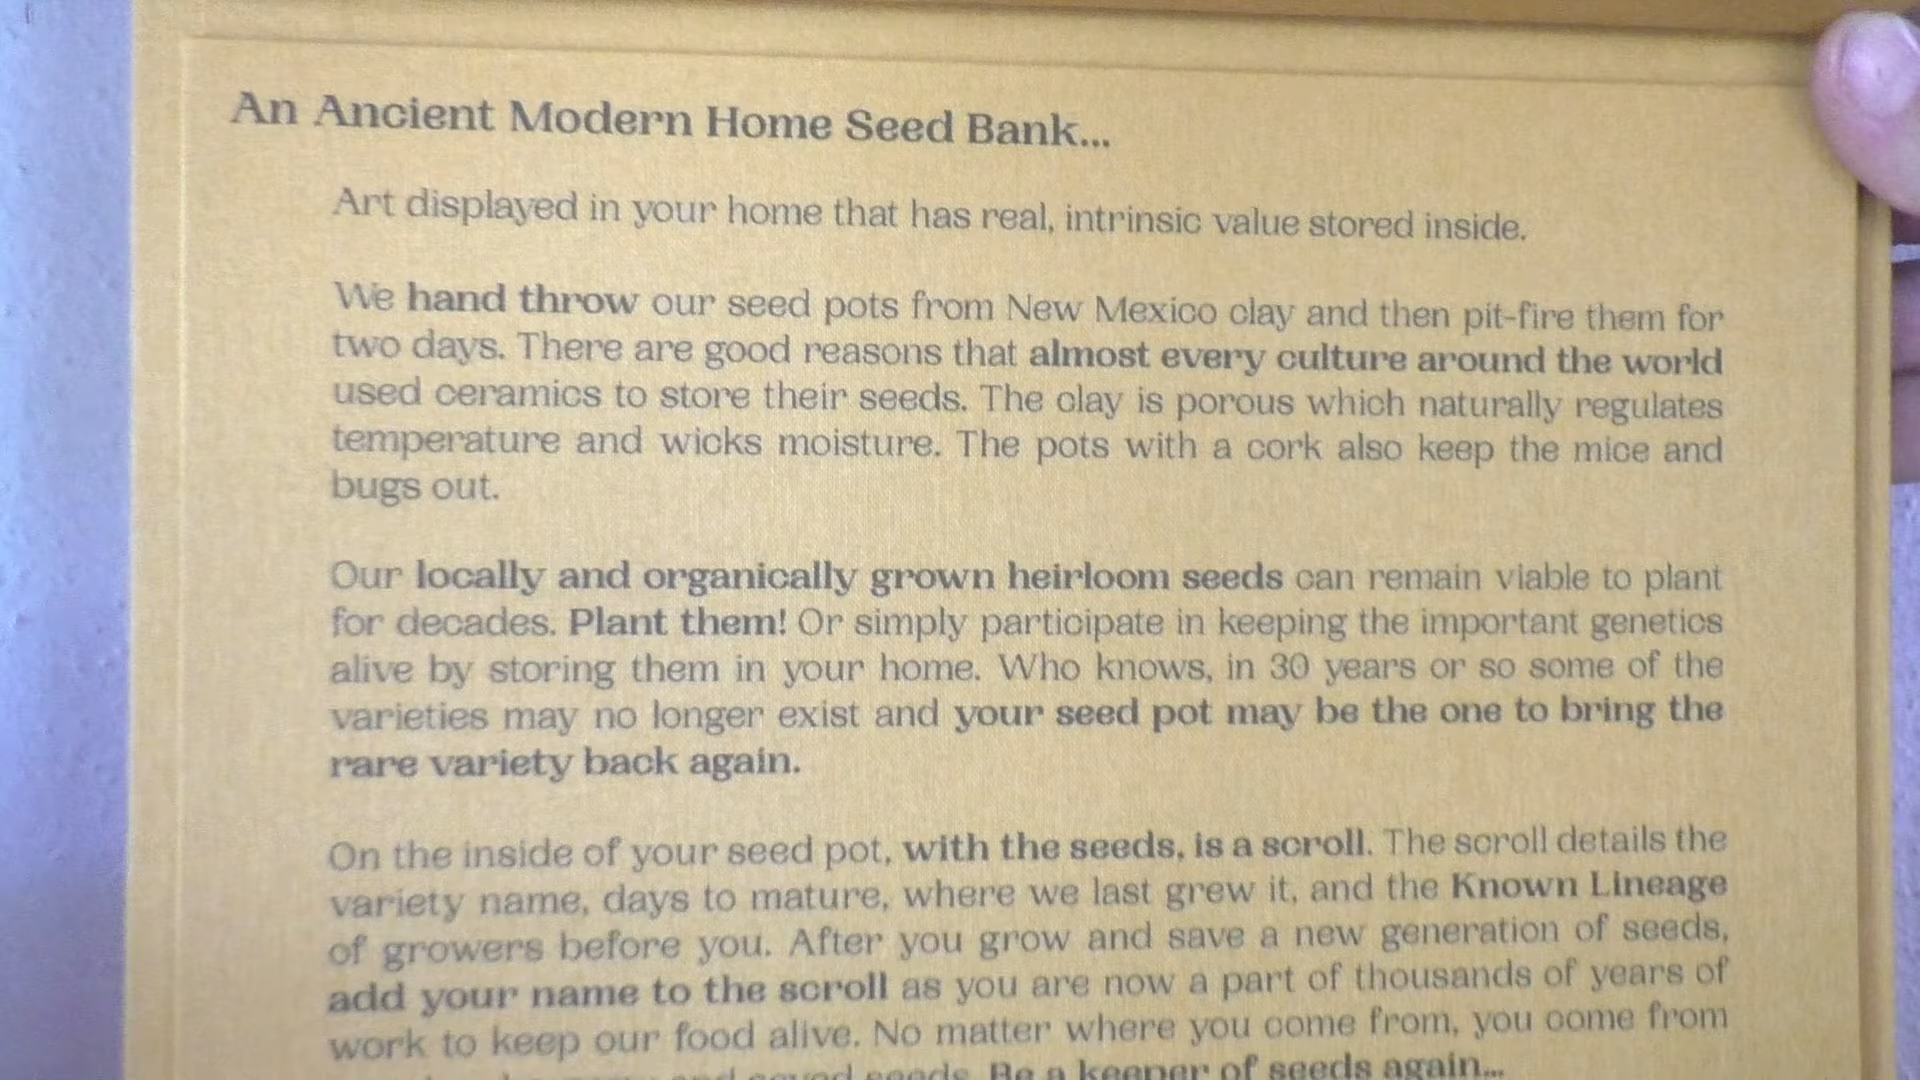 An Ancient Modern Home Seed Bank...
Art displayed in your home that has real, intrinsic value stored inside.
We hand throw our seed pots from New Mexico clay and then pit-fire them for
two days. There are good reasons that almost every culture around the world
used ceramics to store their seeds. The clay is porous which naturally regulates
temperature and wicks moisture. The pots with a cork also keep the mice and
bugs out.
Our locally and organically grown heirloom seeds can remain viable to plant
for decades. Plant them! Or simply participate in keeping the important genetics
alive by storing them in your home. Who knows, in 30 years or so some of the
varieties may no longer exist and your seed pot may be the one to bring the
rare variety back again.
On the inside of your seed pot, with the seeds, is a scroll. The scroll details the
variety name, days to mature, where we last grew it, and the Known Lineage
of growers before you. After you grow and save a new generation of seeds,
add your name to the scroll as you are now a part of thousands of years of
work to keep our food alive. No matter where you come from, you come from
and saved seeds. Be a keeper of seeds again...